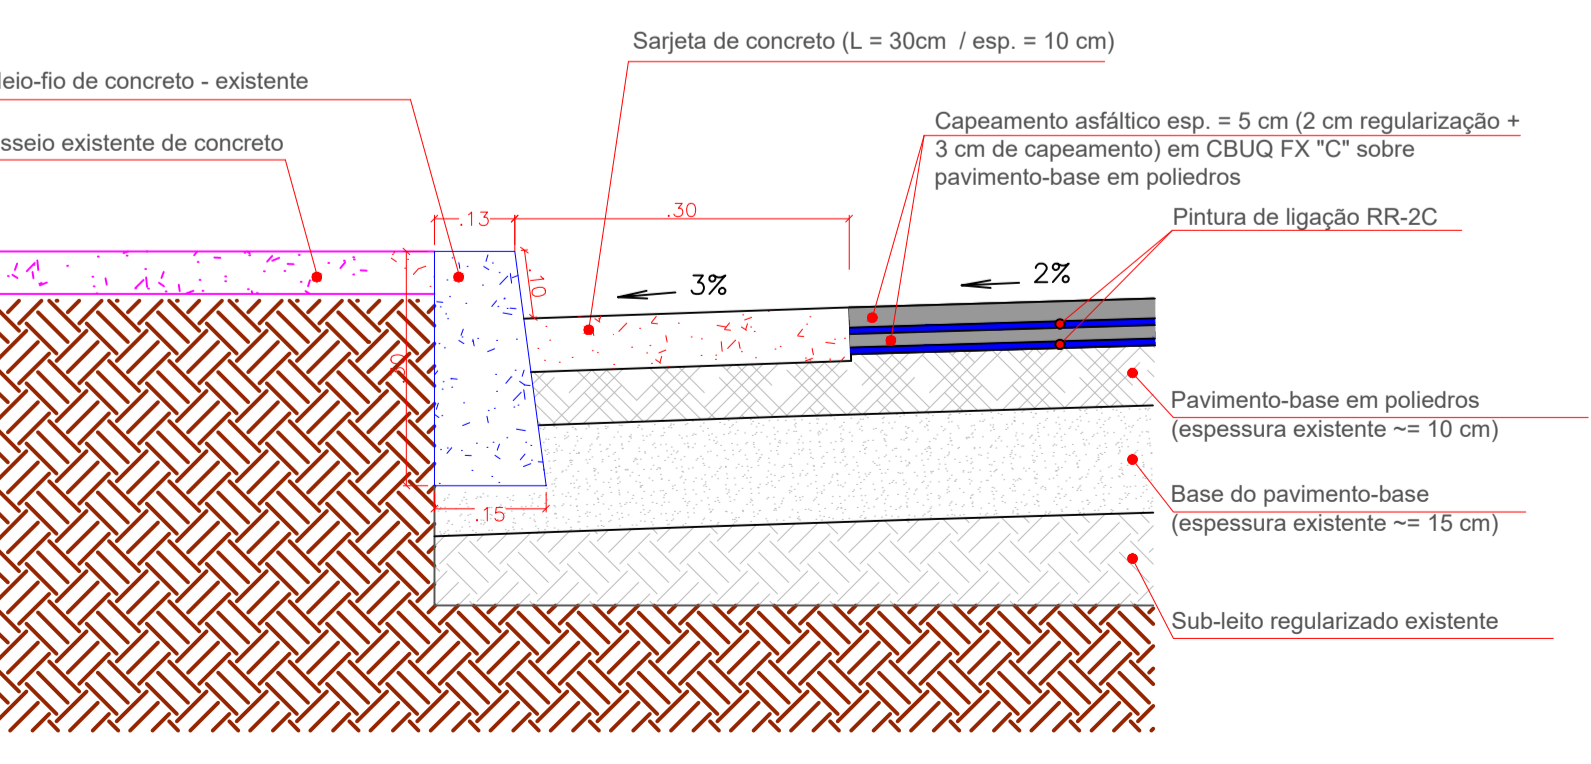 Sarjeta de concreto (L = 30cm / esp. = 10 cm)
eio-fio de concreto - existente
sseio existente de concreto
Capeamento asfáltico esp. = 5 cm (2 cm regularização +
3 cm de capeamento) em CBUQ FX "C" sobre
pavimento-base em poliedros
Pintura de ligação RR-2C
.13
.30
.10
3%
2%
.30
.15
Pavimento-base em poliedros
(espessura existente ~= 10 cm)
Base do pavimento-base
(espessura existente ~= 15 cm)
Sub-leito regularizado existente